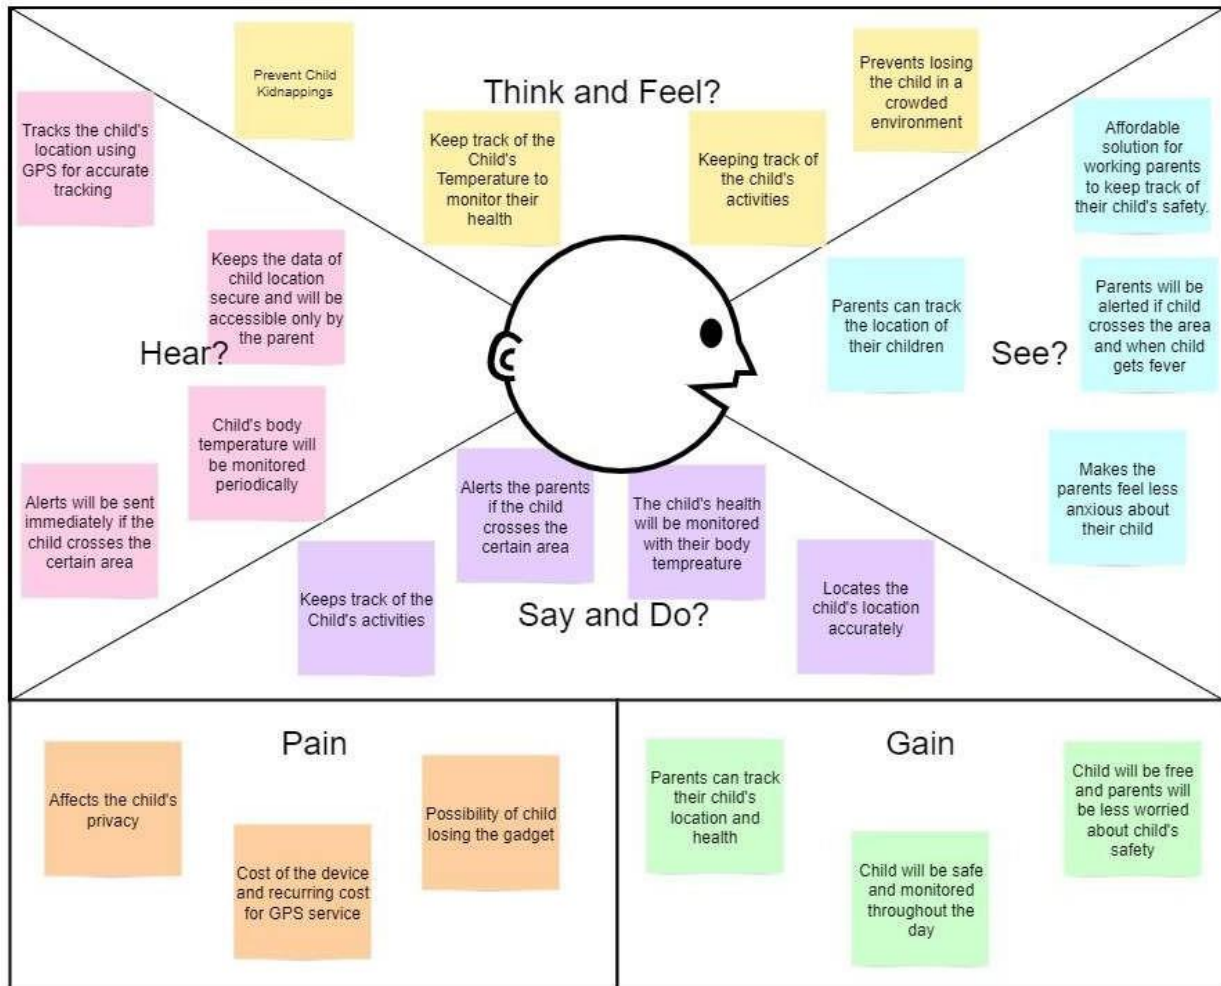 Think and Feel?
Prevent Child
Kidnappings
Keep track of the
Child's
Temperature to
monitor their
health
Keeping track of
the child's
activities
Prevents losing
the child in a
crowded
environment
Hear?
Tracks the child's
location using
GPS for accurate
tracking
Keeps the data of
child location
secure and will be
accessible only by
the parent
Child's body
temperature will
be monitored
periodically
Alerts will be sent
immediately if the
child crosses the
certain area
See?
Affordable
solution for
working parents
to keep track of
their child's safety.
Parents can track
the location of
their children
Parents will be
alerted if child
crosses the area
and when child
gets fever
Makes the
parents feel less
anxious about
their child
Say and Do?
Keeps track of the
Child's activities
Alerts the parents
if the child
crosses the
certain area
The child's health
will be monitored
with their body
tempreature
Locates the
child's location
accurately
Pain
Affects the child's
privacy
Cost of the device
and recurring cost
for GPS service
Possibility of child
losing the gadget
Gain
Parents can track
their child's
location and
health
Child will be safe
and monitored
throughout the
day
Child will be free
and parents will
be less worried
about child's
safety